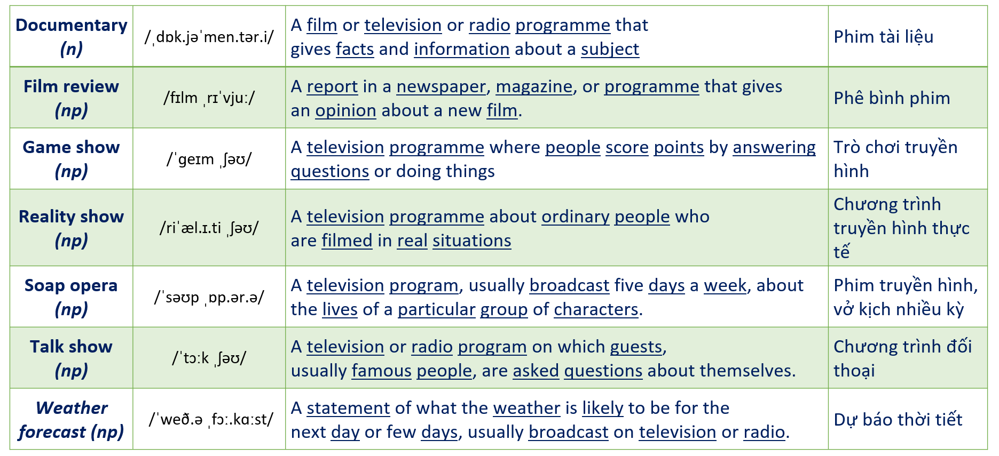 Documentary
(n)
/ˌdɒk.jəˈmen.tər.i/
A film or television or radio programme that
gives facts and information about a subject
Phim tài liệu
Film review
(np)
/fɪlm ˌrɪˈvjuː/
A report in a newspaper, magazine, or programme that gives
an opinion about a new film.
Phê bình phim
Game show
(np)
/ˈɡeɪm ˌʃəʊ/
A television programme where people score points by answering
questions or doing things
Trò chơi truyền
hình
Reality show
(np)
/riˈæl.ɪ.ti ˌʃəʊ/
A television programme about ordinary people who
are filmed in real situations
Chương trình
truyền hình thực
tế
Soap opera
(np)
/ˈsəʊp ˌɒp.ər.ə/
A television program, usually broadcast five days a week, about
the lives of a particular group of characters.
Phim truyền hình,
vở kịch nhiều kỳ
Talk show
(np)
/ˈtɔːk ˌʃəʊ/
A television or radio program on which guests,
usually famous people, are asked questions about themselves.
Chương trình đối
thoại
Weather
forecast (np)
/ˈweð.ə ˌfɔː.kɑːst/
A statement of what the weather is likely to be for the
next day or few days, usually broadcast on television or radio.
Dự báo thời tiết